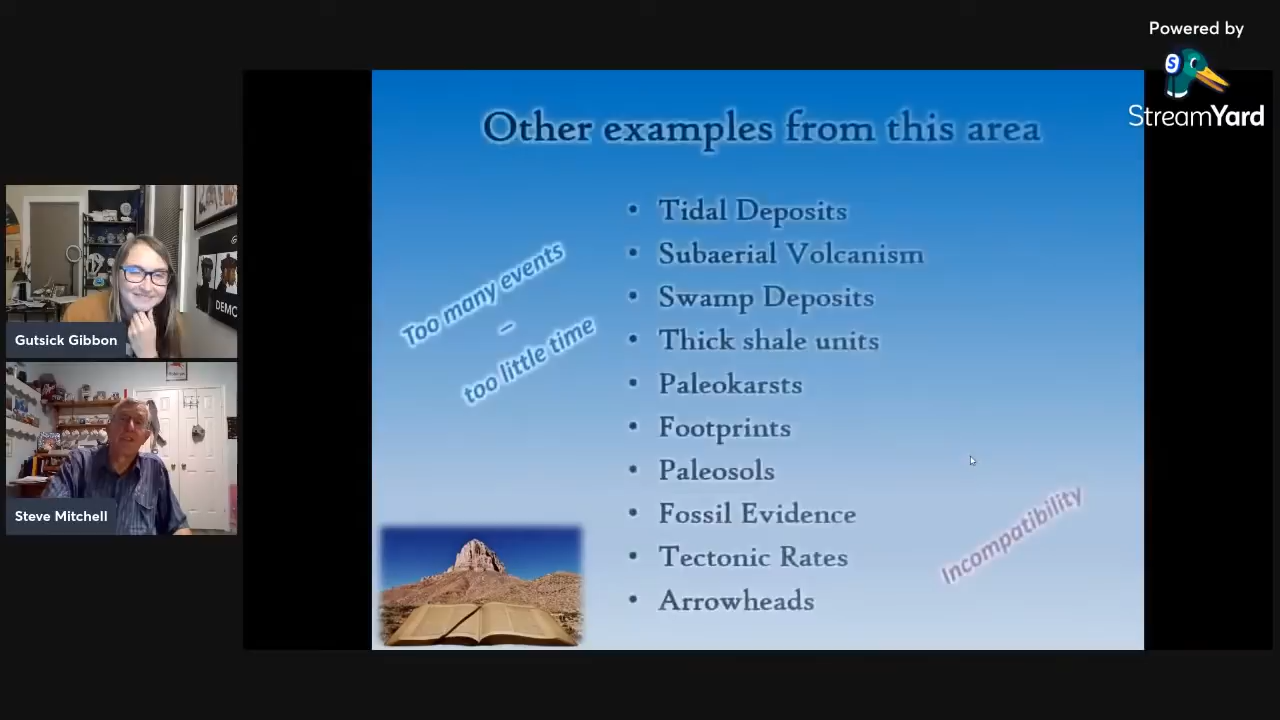 Powered by
StreamYard
Other examples from this area
Too many events
–
too little time
• Tidal Deposits
• Subaerial Volcanism
• Swamp Deposits
• Thick shale units
• Paleokarsts
• Footprints
• Paleosols
• Fossil Evidence
• Tectonic Rates
• Arrowheads
Incompatibility
DEMO
Gutsick Gibbon
Steve Mitchell